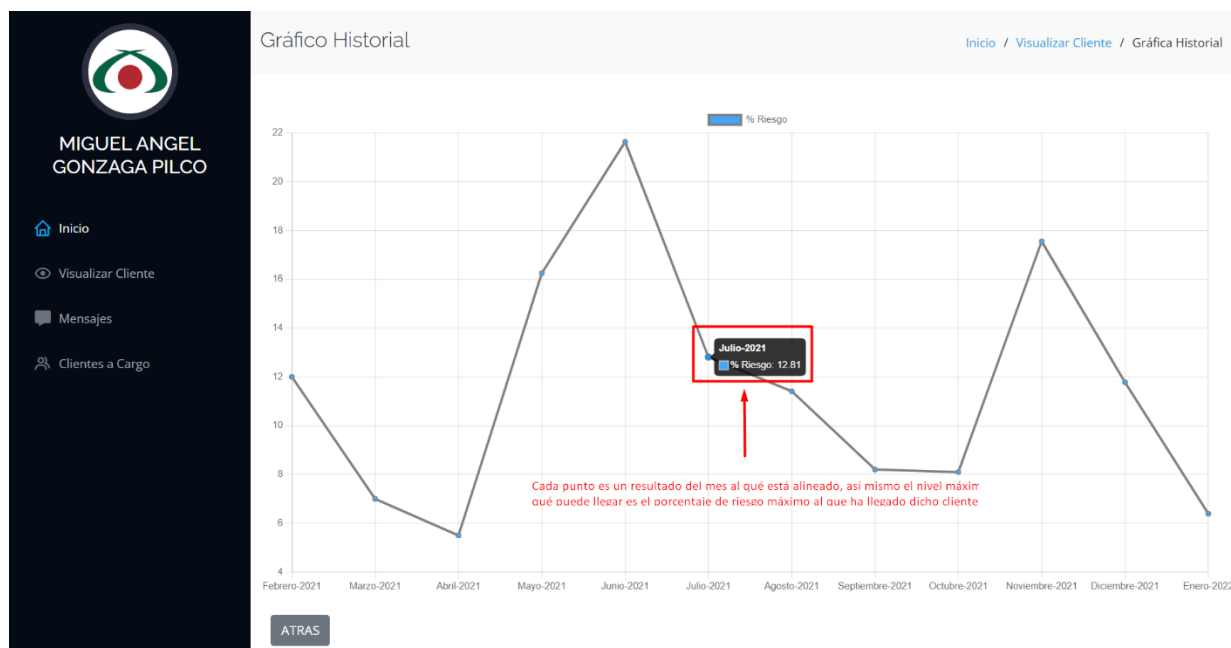 Gráfico Historial
Inicio / Visualizar Cliente / Gráfica Historial
MIGUEL ANGEL
GONZAGA PILCO
Inicio
Visualizar Cliente
Mensajes
Clientes a Cargo
% Riesgo
22
20
18
16
14
12
10
8
6
4
Julio-2021
% Riesgo: 12.81
Cada punto es un resultado del mes al qué está alineado, así mismo el nivel máxim
qué puede llegar es el porcentaje de riesgo máximo al que ha llegado dicho cliente
Febrero-2021 Marzo-2021 Abril-2021 Mayo-2021 Junio-2021 Julio-2021 Agosto-2021 Septiembre-2021 Octubre-2021 Noviembre-2021 Diciembre-2021 Enero-2022
ATRAS